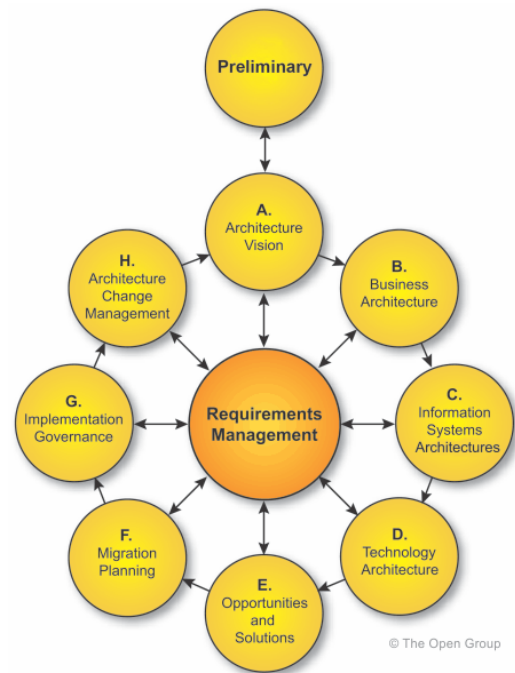 Preliminary
A.
Architecture
Vision
B.
Business
Architecture
C.
Information
Systems
Architectures
D.
Technology
Architecture
E.
Opportunities
and
Solutions
F.
Migration
Planning
G.
Implementation
Governance
H.
Architecture
Change
Management
Requirements
Management
© The Open Group